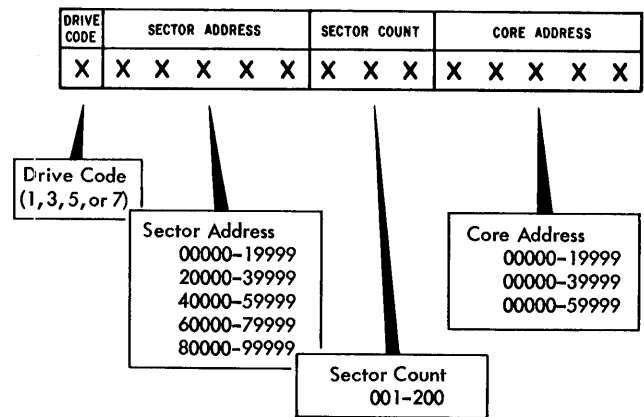 DRIVE CODE SECTOR ADDRESS SECTOR COUNT CORE ADDRESS
X X X X X X X X X X X X X X
Drive Code
(1,3,5,or 7)
Sector Address
00000-19999
20000-39999
40000-59999
60000-79999
80000-99999
Core Address
00000-19999
00000-39999
00000-59999
Sector Count
001-200